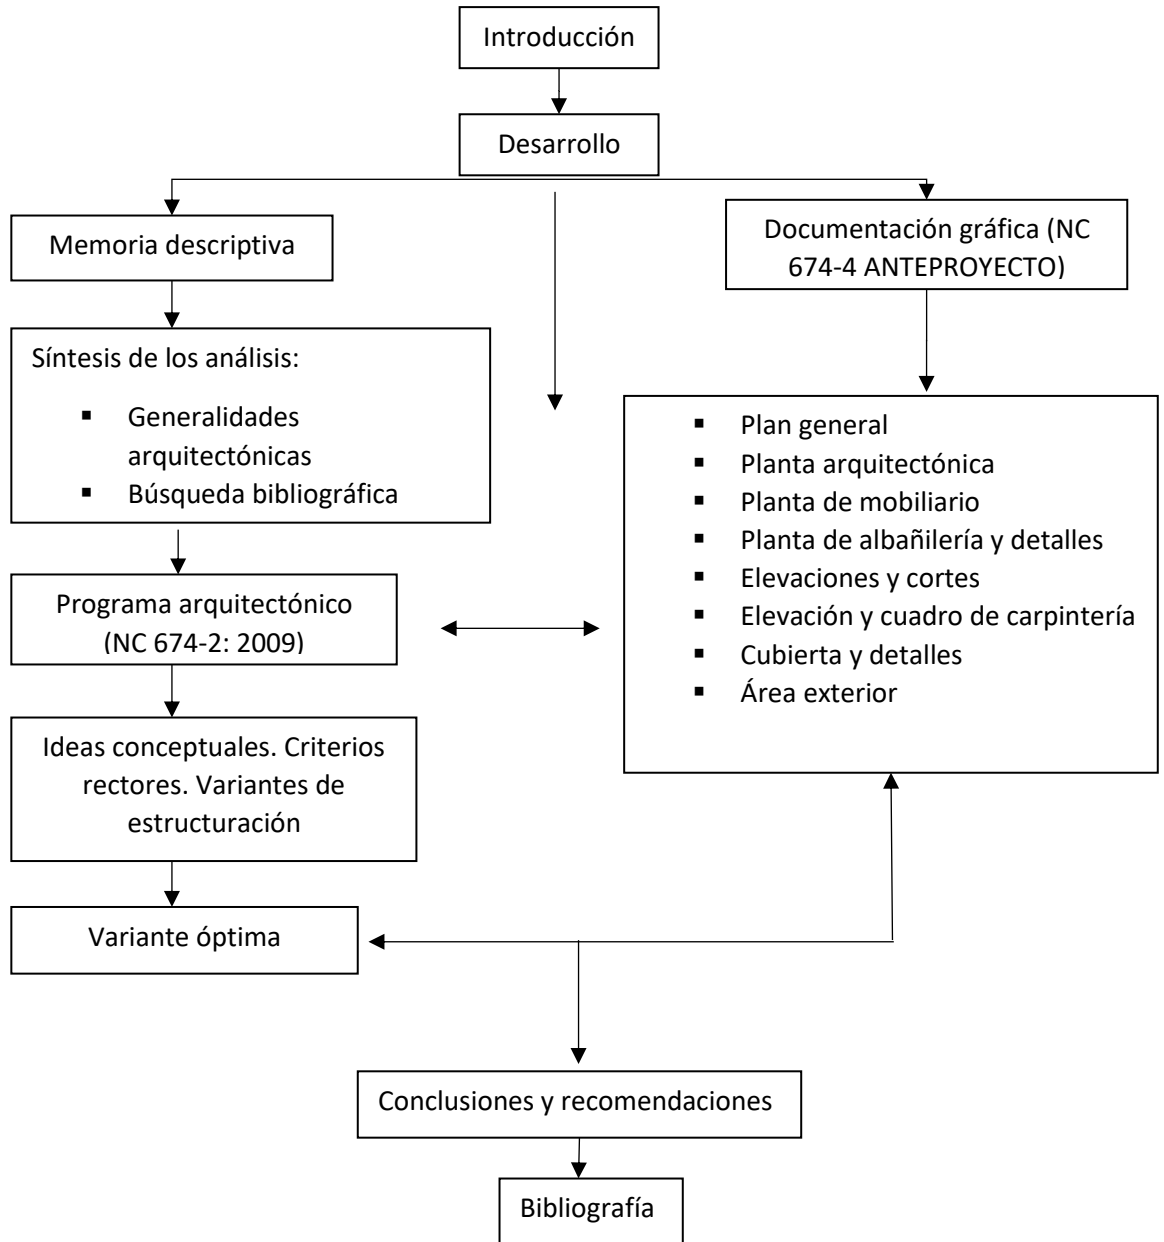 Introducción
Desarrollo
Memoria descriptiva
Documentación gráfica (NC
674-4 ANTEPROYECTO)
Síntesis de los análisis:
▪ Generalidades
arquitectónicas
▪ Búsqueda bibliográfica
▪ Plan general
▪ Planta arquitectónica
▪ Planta de mobiliario
▪ Planta de albañilería y detalles
▪ Elevaciones y cortes
▪ Elevación y cuadro de carpintería
▪ Cubierta y detalles
▪ Área exterior
Programa arquitectónico
(NC 674-2: 2009)
Ideas conceptuales. Criterios
rectores. Variantes de
estructuración
Variante óptima
Conclusiones y recomendaciones
Bibliografía